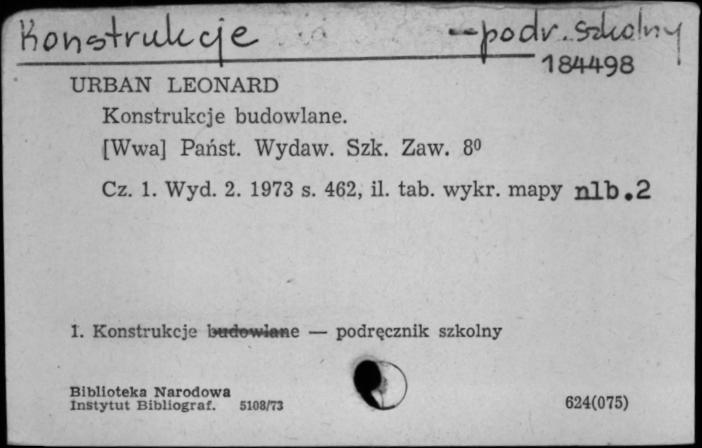 Konstrukcje — podr. szkolny
184498
URBAN LEONARD
Konstrukcje budowlane.
[Wwa] Państ. Wydaw. Szk. Zaw. 8⁰
Cz. 1. Wyd. 2. 1973 s. 462, il. tab. wykr. mapy nlb.2
1. Konstrukcje budowlane — podręcznik szkolny
Biblioteka Narodowa
Instytut Bibliograf. 5108/73
624(075)